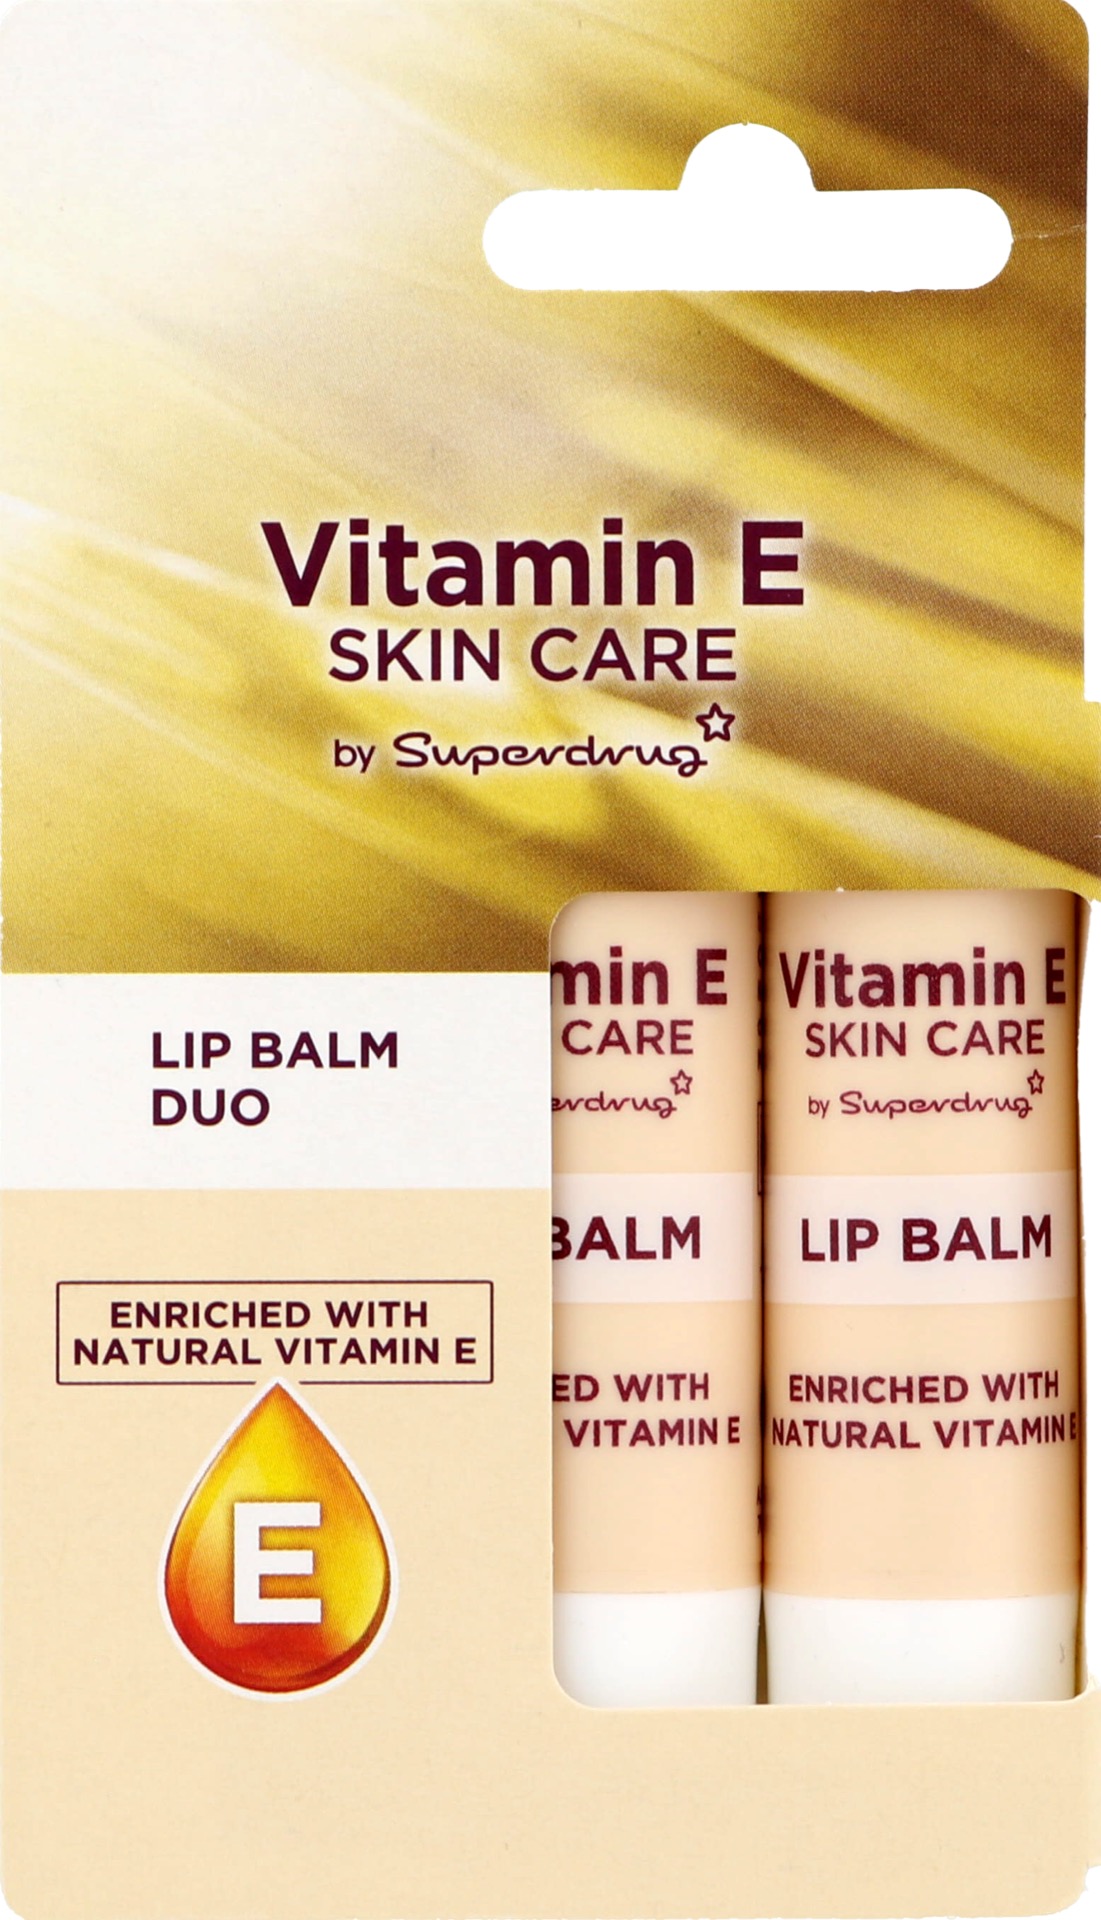 Vitamin E
SKIN CARE
by Superdrug
LIP BALM
DUO
ENRICHED WITH
NATURAL VITAMIN E
E
min E
CARE
erdrug
BALM
ED WITH
VITAMIN E
Vitamin E
SKIN CARE
by Superdrug
LIP BALM
ENRICHED WITH
NATURAL VITAMIN E